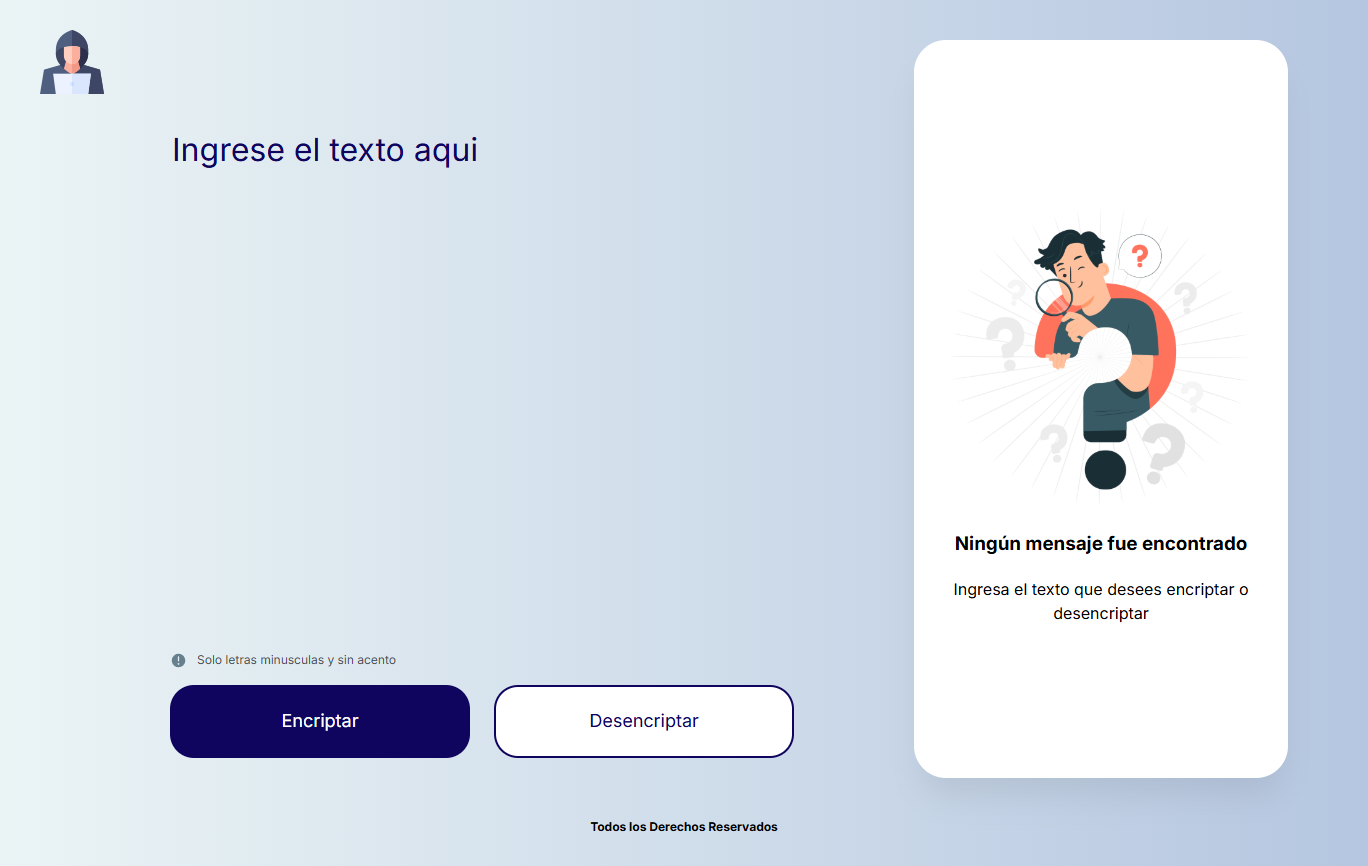 Ingrese el texto aqui
Solo letras minusculas y sin acento
Encriptar
Desencriptar
?
?
?
?
?
?
Ningún mensaje fue encontrado
Ingresa el texto que desees encriptar o
desencriptar
Todos los Derechos Reservados